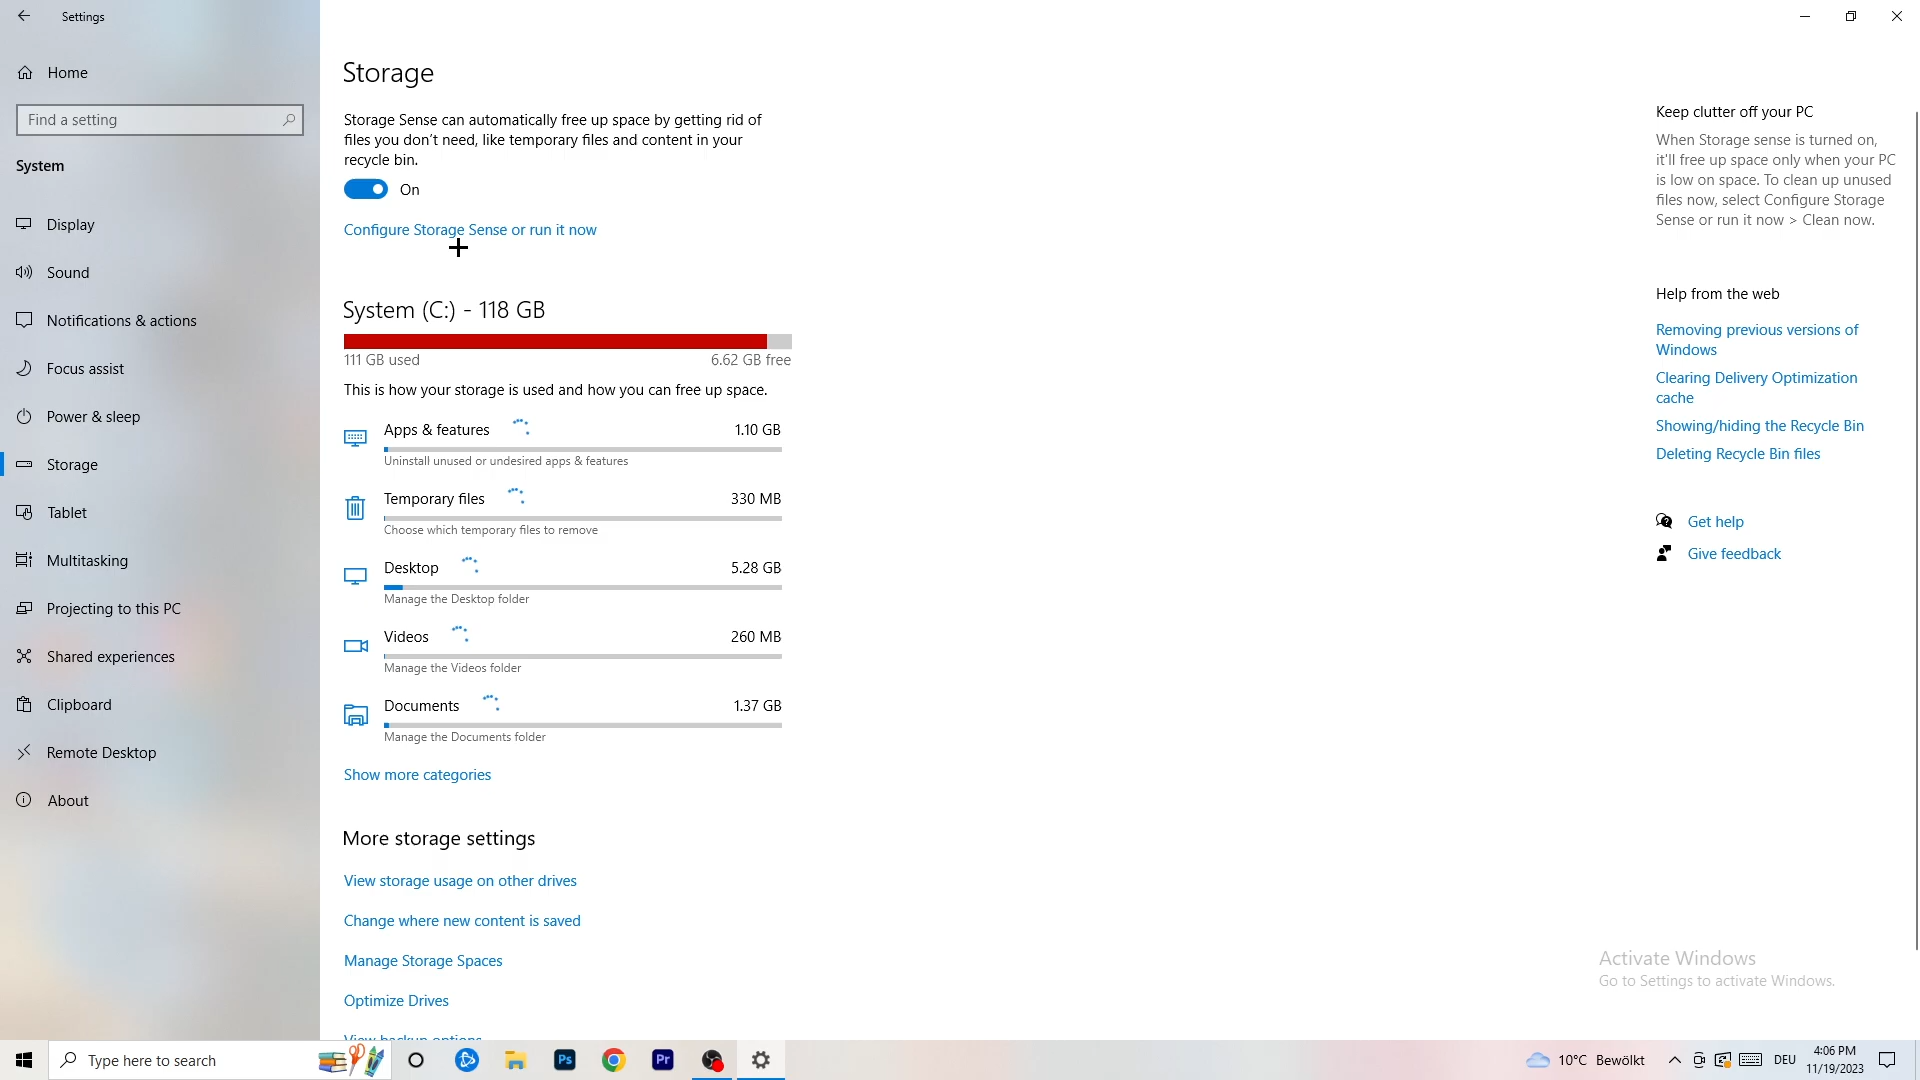 Settings
Home
Find a setting
System
Display
Sound
Notifications & actions
Focus assist
Power & sleep
Storage
Tablet
Multitasking
Projecting to this PC
Shared experiences
Clipboard
Remote Desktop
About
Storage
Storage Sense can automatically free up space by getting rid of
files you don't need, like temporary files and content in your
recycle bin.
On
Configure Storage Sense or run it now
System (C:) - 118 GB
111 GB used 6.62 GB free
This is how your storage is used and how you can free up space.
Apps & features 1.10 GB
Uninstall unused or undesired apps & features
Temporary files 330 MB
Choose which temporary files to remove
Desktop 5.28 GB
Manage the Desktop folder
Videos 260 MB
Manage the Videos folder
Documents 1.37 GB
Manage the Documents folder
Show more categories
More storage settings
View storage usage on other drives
Change where new content is saved
Manage Storage Spaces
Optimize Drives
View backup options
Keep clutter off your PC
When Storage sense is turned on,
it'll free up space only when your PC
is low on space. To clean up unused
files now, select Configure Storage
Sense or run it now > Clean now.
Help from the web
Removing previous versions of
Windows
Clearing Delivery Optimization
cache
Showing/hiding the Recycle Bin
Deleting Recycle Bin files
Get help
Give feedback
Activate Windows
Go to Settings to activate Windows.
Type here to search
Ps
Pr
10°C Bewölkt
DEU
4:06 PM
11/19/2023